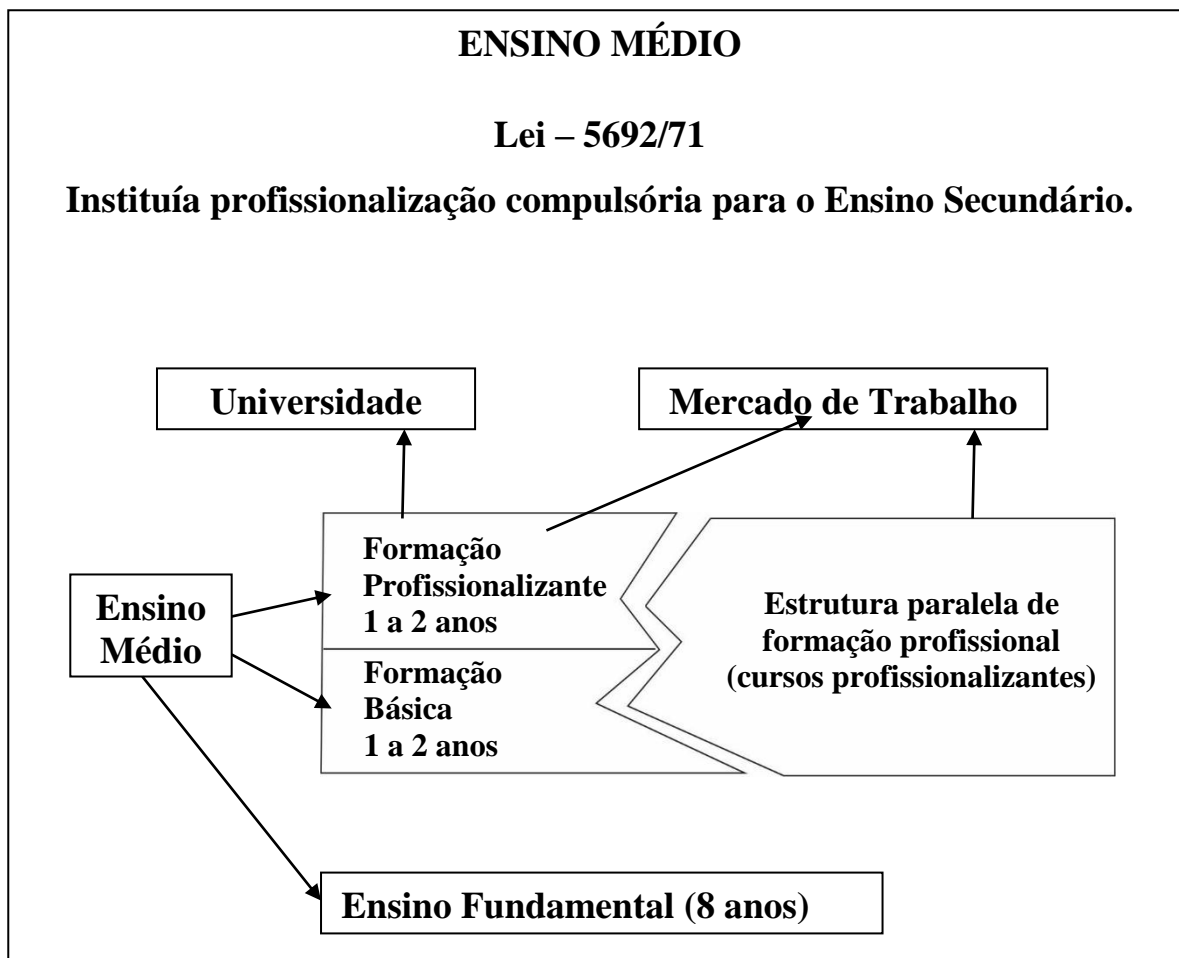 ENSINO MÉDIO
Lei – 5692/71
Instituía profissionalização compulsória para o Ensino Secundário.
Universidade
Mercado de Trabalho
Formação
Profissionalizante
1 a 2 anos
Ensino
Médio
Formação
Básica
1 a 2 anos
Estrutura paralela de
formação profissional
(cursos profissionalizantes)
Ensino Fundamental (8 anos)